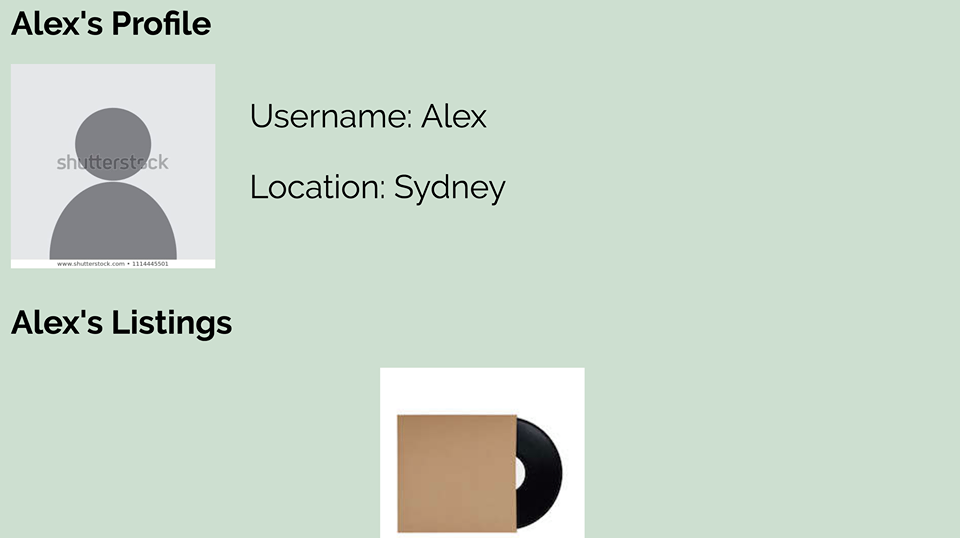 Alex's Profile
Username: Alex
Location: Sydney
shutterstock
www.shutterstock.com • 1114445501
Alex's Listings